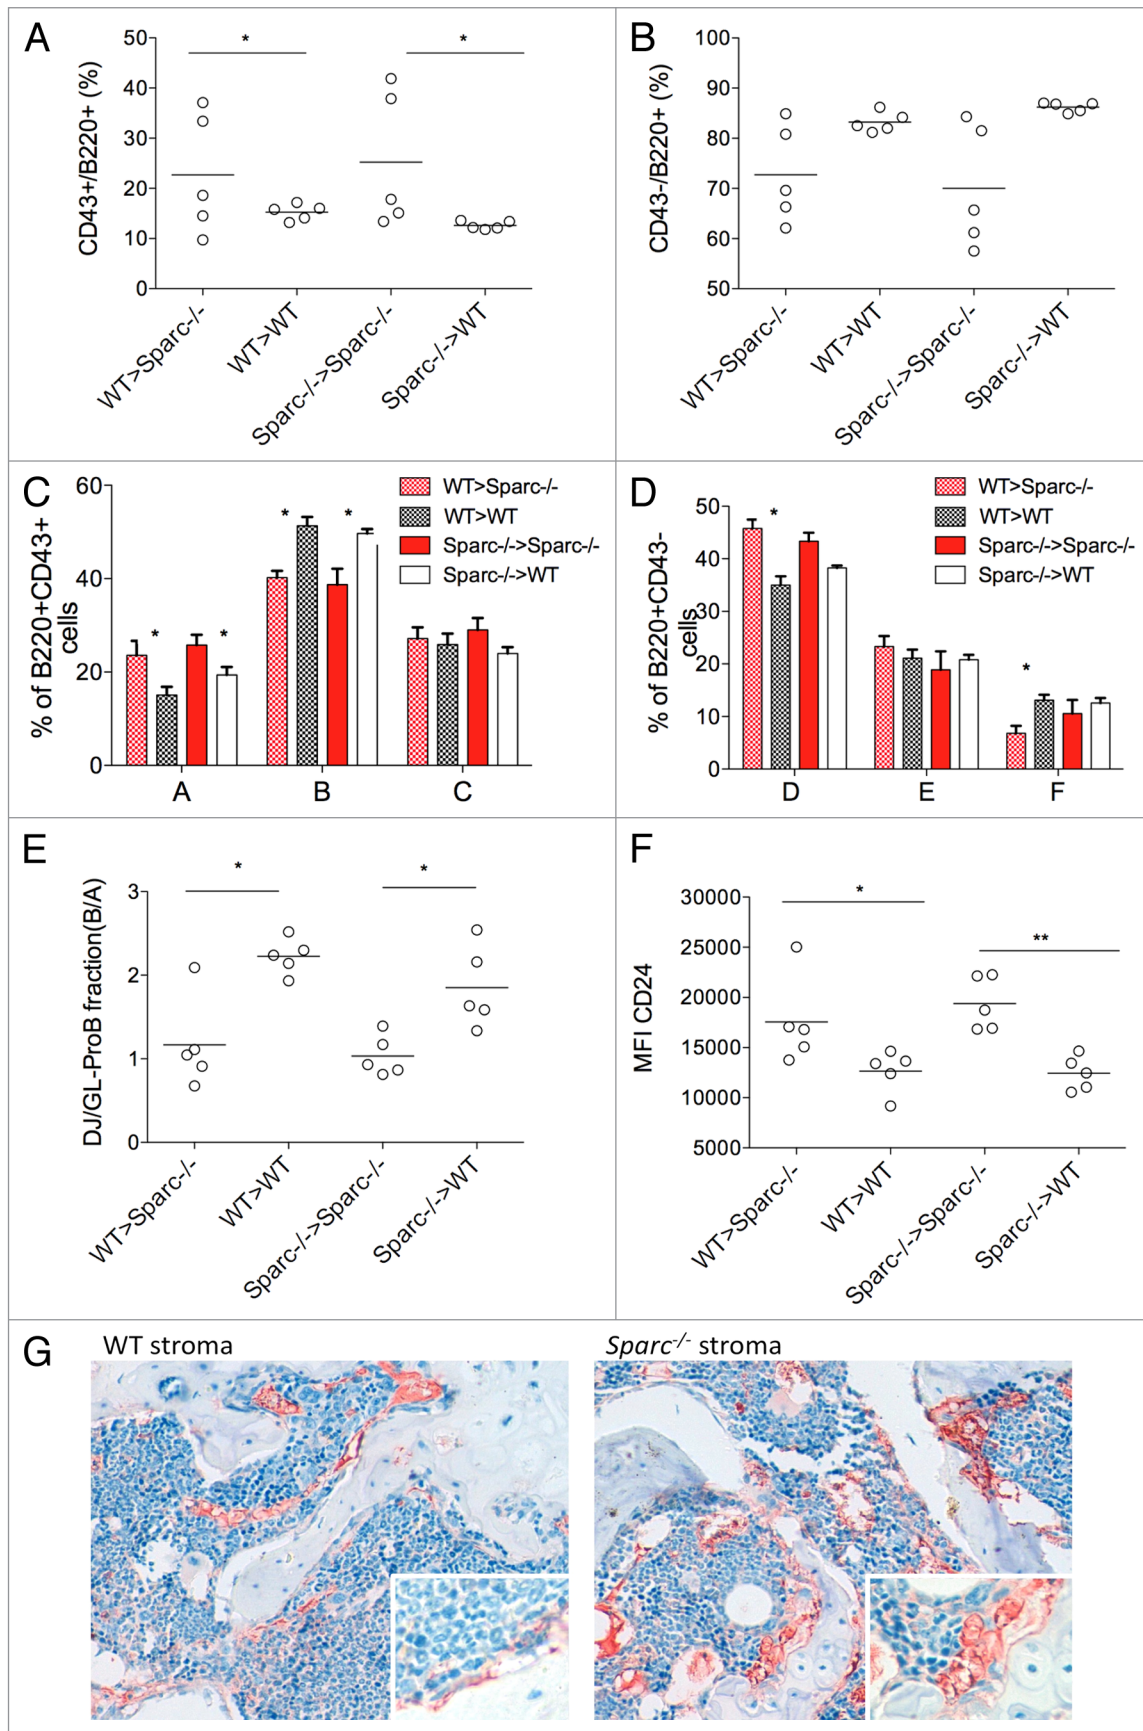 A
CD43+/B220+ (%)
50
40
30
20
10
0
*
*
WT>Sparc-/-
WT>WT
Sparc-/->Sparc-/-
Sparc-/->WT
B
CD43-/B220+ (%)
100
90
80
70
60
50
WT>Sparc-/-
WT>WT
Sparc-/->Sparc-/-
Sparc-/->WT
C
% of B220+CD43+
cells
60
40
20
0
WT>Sparc-/-
WT>WT
Sparc-/->Sparc-/-
Sparc-/->WT
*
*
*
*
A
B
C
D
% of B220+CD43-
cells
50
40
30
20
10
0
WT>Sparc-/-
WT>WT
Sparc-/->Sparc-/-
Sparc-/->WT
*
*
D
E
F
E
DJ/GL-ProB fraction(B/A)
3
2
1
0
*
*
WT>Sparc-/-
WT>WT
Sparc-/->Sparc-/-
Sparc-/->WT
F
MFI CD24
30000
25000
20000
15000
10000
5000
*
**
WT>Sparc-/-
WT>WT
Sparc-/->Sparc-/-
Sparc-/->WT
G
WT stroma
Sparc-/- stroma